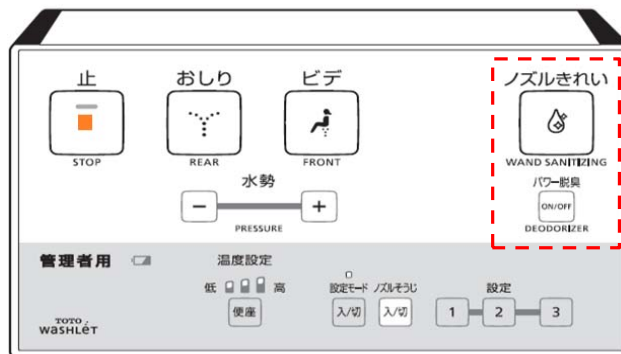 止 おしり ビデ ノズルきれい
STOP REAR FRONT WAND SANITIZING
水勢 パワー脱臭
− + ON/OFF
PRESSURE DEODORIZER
管理者用 温度設定
低 高 設定モード ノズルそうじ 設定
便座 入/切 入/切 1 2 3
TOTO
WASHLET